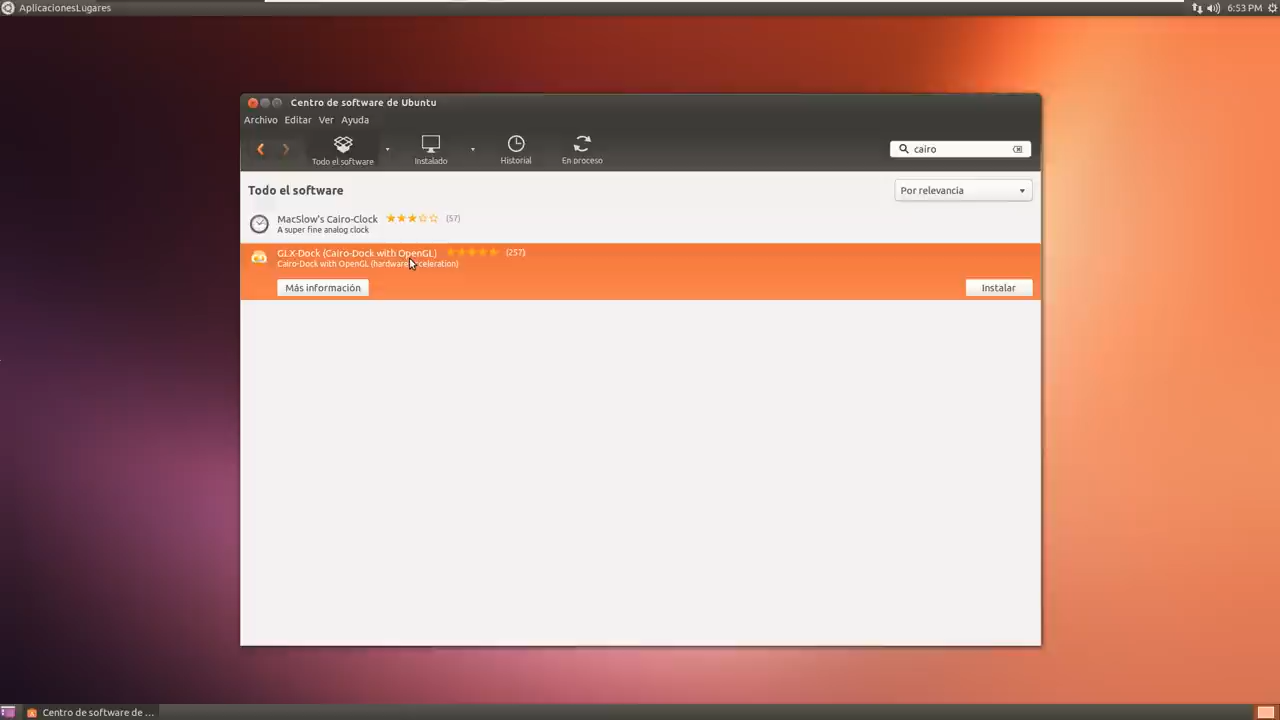 AplicacionesLugares
6:53 PM
Centro de software de Ubuntu
Archivo Editar Ver Ayuda
Todo el software
Instalado
Historial
En proceso
cairo
Todo el software
Por relevancia
MacSlow's Cairo-Clock (57)
A super fine analog clock
GLX-Dock (Cairo-Dock with OpenGL) (257)
Cairo-Dock with OpenGL (hardware acceleration)
Más información
Instalar
Centro de software de ...